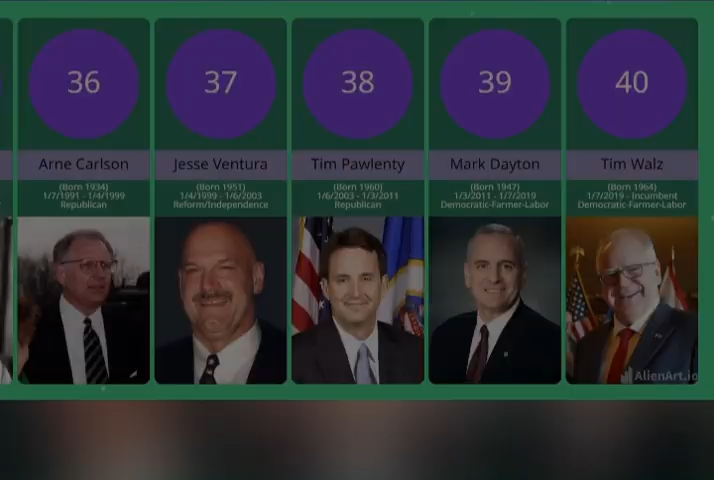 36
Arne Carlson
(Born 1934)
1/7/1991 - 1/4/1999
Republican
37
Jesse Ventura
(Born 1951)
1/4/1999 - 1/6/2003
Reform/Independence
38
Tim Pawlenty
(Born 1960)
1/6/2003 - 1/3/2011
Republican
39
Mark Dayton
(Born 1947)
1/3/2011 - 1/7/2019
Democratic-Farmer-Labor
40
Tim Walz
(Born 1964)
1/7/2019 - Incumbent
Democratic-Farmer-Labor
AlienArt.io